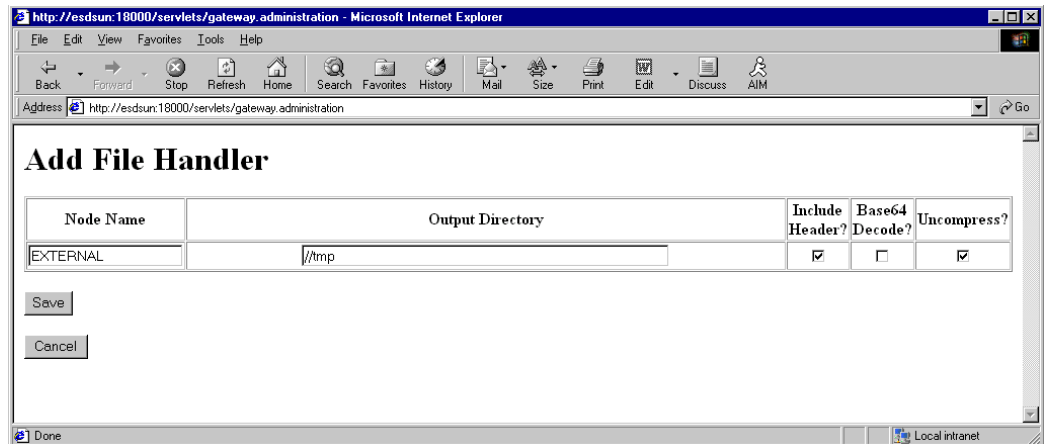 http://esdsun:18000/servlets/gateway.administration - Microsoft Internet Explorer
File Edit View Favorites Tools Help
Back Forward Stop Refresh Home Search Favorites History Mail Size Print Edit Discuss AIM
Address http://esdsun:18000/servlets/gateway.administration Go
Add File Handler
Node Name Output Directory Include Header? Base64 Decode? Uncompress?
EXTERNAL //tmp
Save
Cancel
Done Local intranet